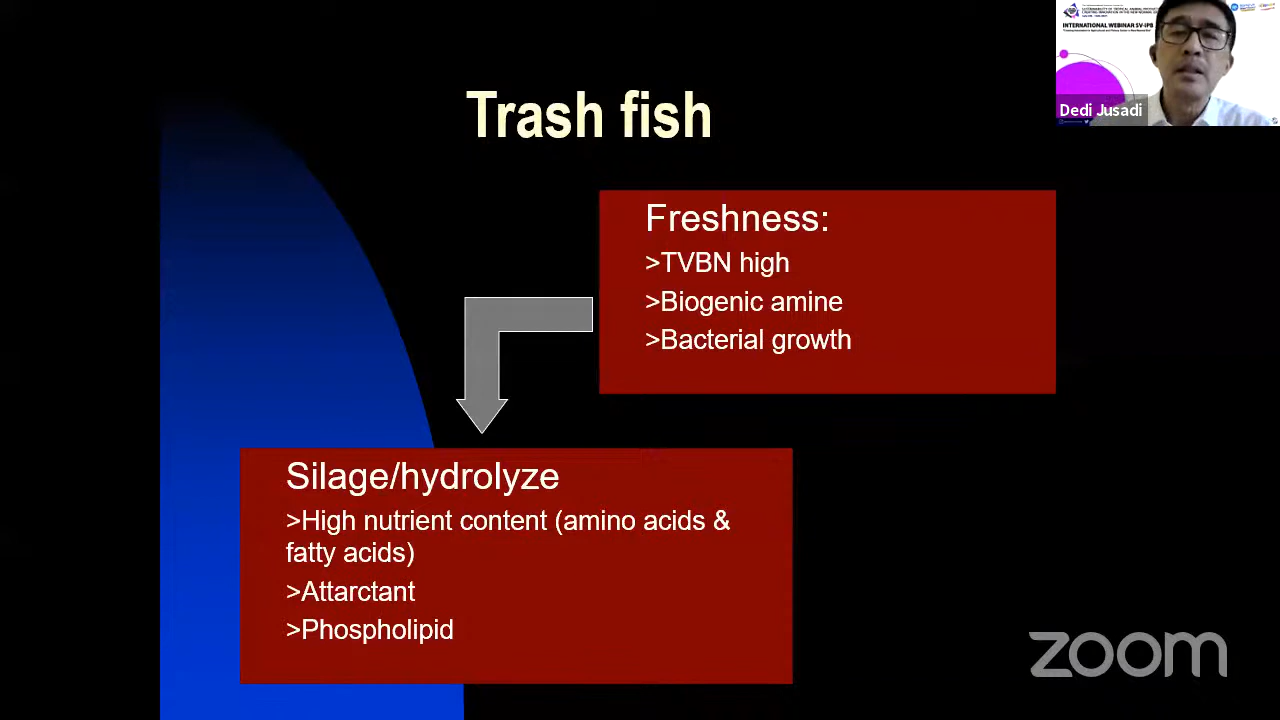 INTERNATIONAL WEBINAR SV-IPB
Dedi Jusadi
Trash fish
Freshness:
>TVBN high
>Biogenic amine
>Bacterial growth
Silage/hydrolyze
>High nutrient content (amino acids &
fatty acids)
>Attarctant
>Phospholipid
zoom